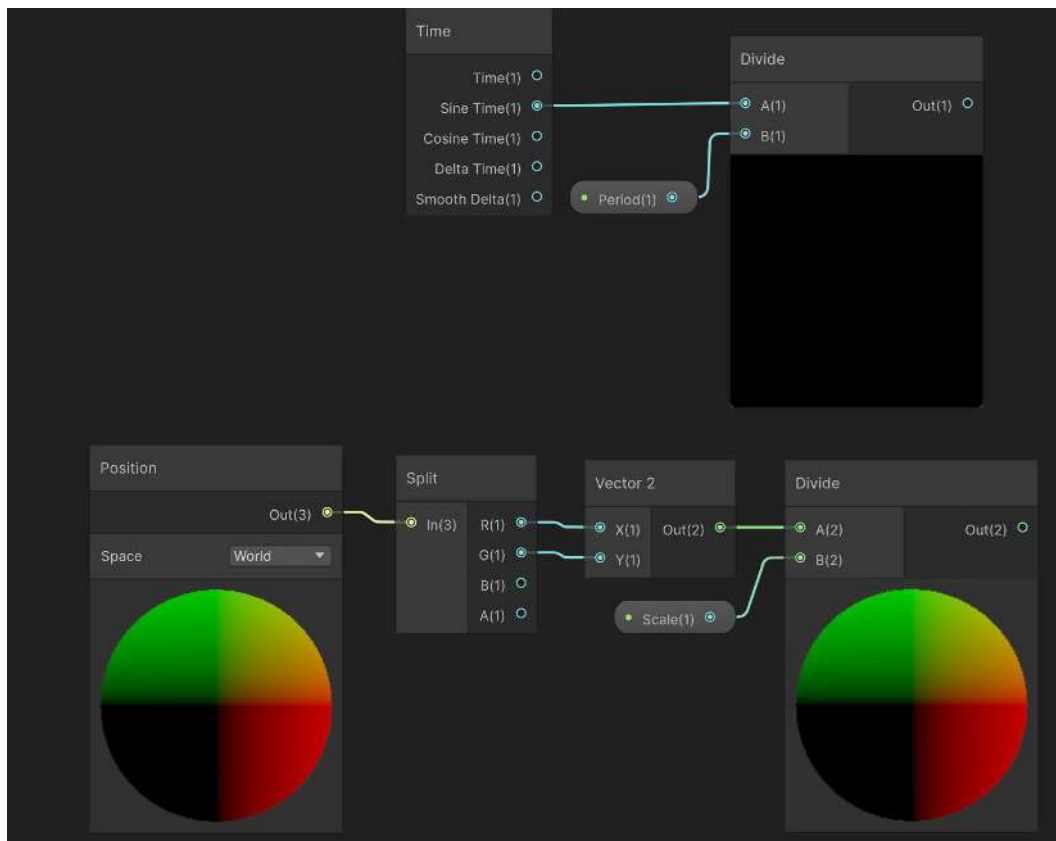 Time
Time(1)
Sine Time(1)
Cosine Time(1)
Delta Time(1)
Smooth Delta(1)
Period(1)
Divide
A(1)
Out(1)
B(1)
Position
Out(3)
Space
World
Split
In(3)
R(1)
G(1)
B(1)
A(1)
Vector 2
X(1)
Out(2)
Y(1)
Scale(1)
Divide
A(2)
Out(2)
B(2)